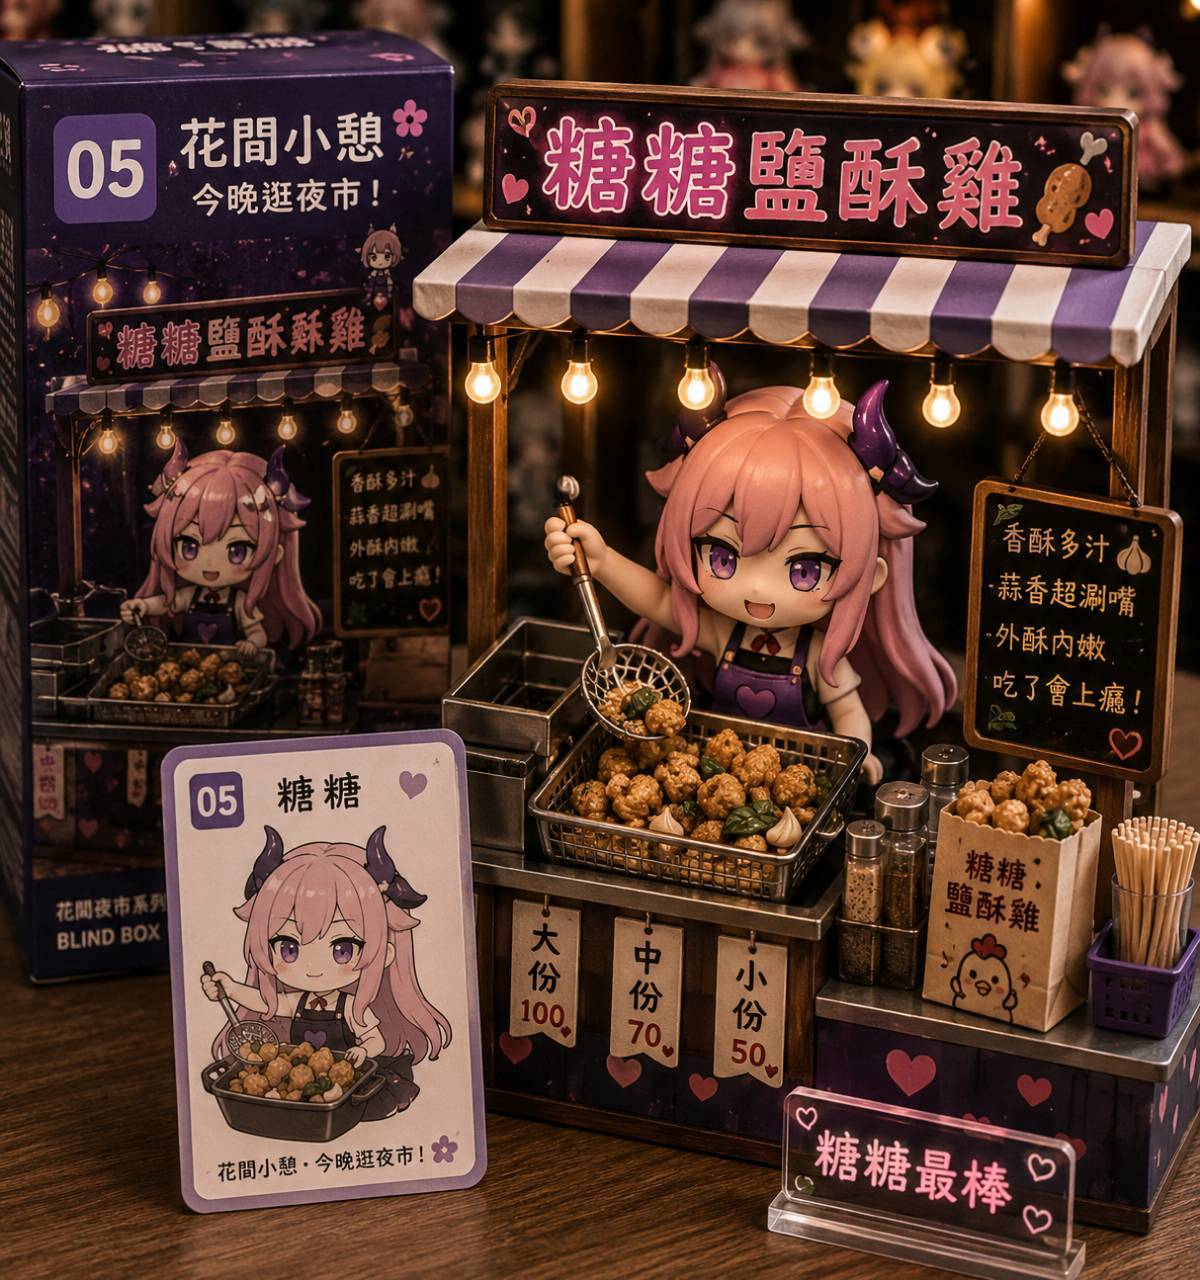 05
花間小憩
今晚逛夜市！
糖糖鹽酥雞
糖糖鹽酥雞
香酥多汁
蒜香超涮嘴
外酥內嫩
吃了會上癮！
香酥多汁
蒜香超涮嘴
外酥內嫩
吃了會上癮！
花間夜市系列
BLIND BOX
05
糖糖
花間小憩·今晚逛夜市！
大份
100
中份
70
小份
50
糖糖
鹽酥雞
糖糖最棒